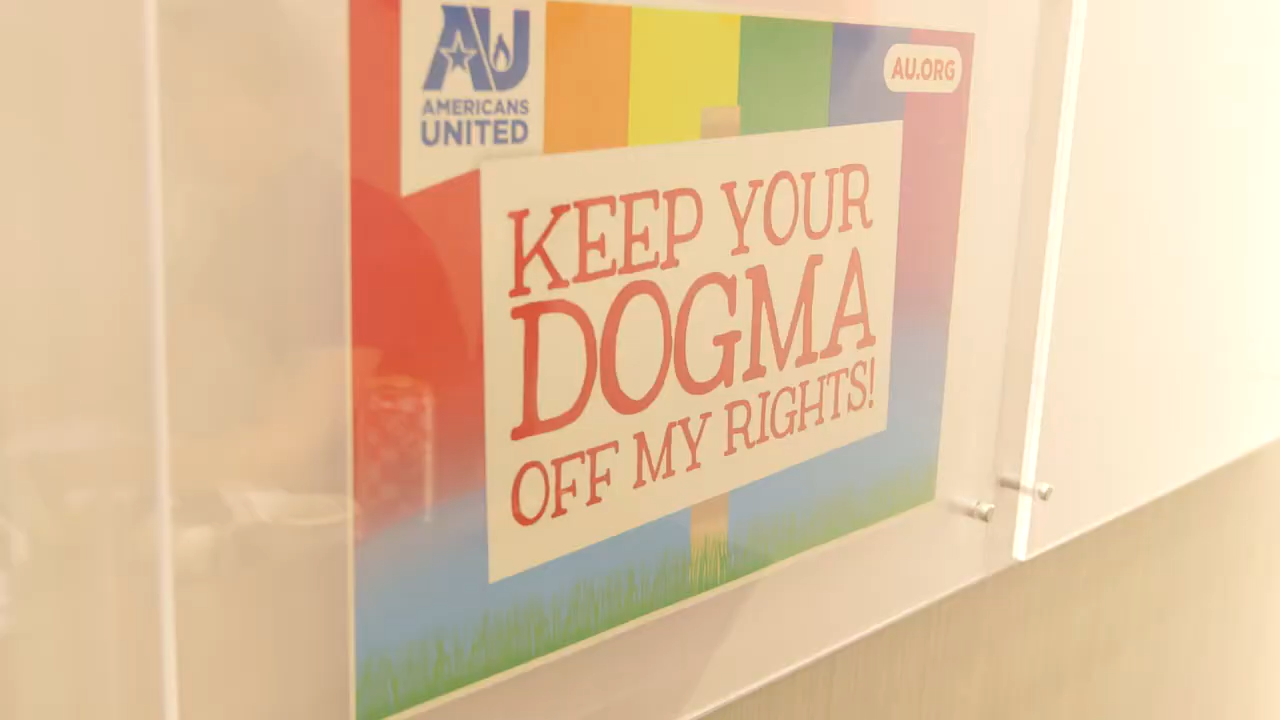 AU
AMERICANS
UNITED
AU.ORG
KEEP YOUR
DOGMA
OFF MY RIGHTS!